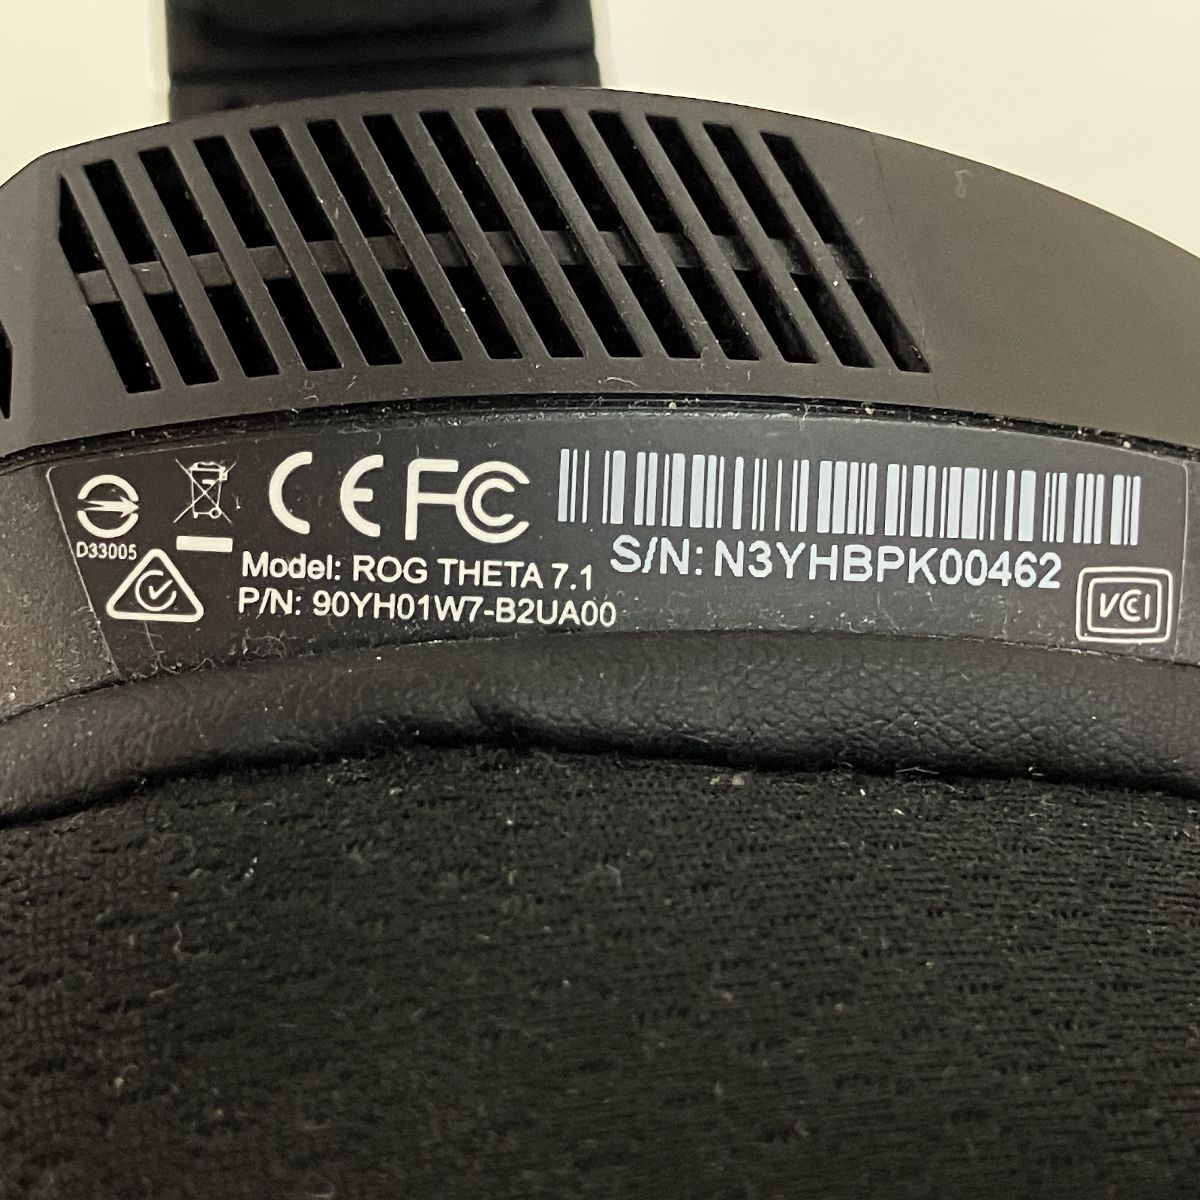 D33005
CE FC
Model: ROG THETA 7.1
P/N: 90YH01W7-B2UA00
S/N: N3YHBPK00462
VCI